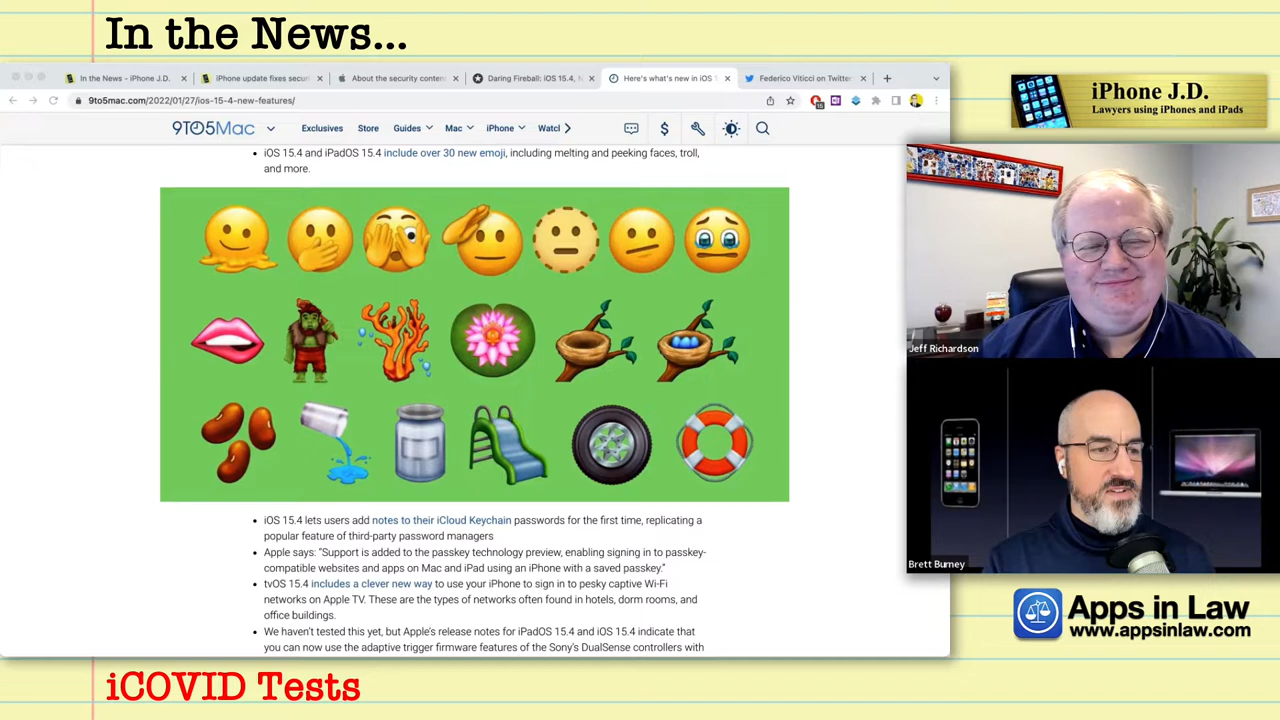 In the News...
In the News - iPhone J.D.
iPhone update fixes secur
About the security conten
Daring Fireball: iOS 15.4, N
Here's what's new in iOS 1
Federico Viticci on Twitter
9to5mac.com/2022/01/27/ios-15-4-new-features/
9TO5Mac
Exclusives Store Guides Mac iPhone Watcl
iOS 15.4 and iPadOS 15.4 include over 30 new emoji, including melting and peeking faces, troll,
and more.
iOS 15.4 lets users add notes to their iCloud Keychain passwords for the first time, replicating a
popular feature of third-party password managers
Apple says: “Support is added to the passkey technology preview, enabling signing in to passkey-
compatible websites and apps on Mac and iPad using an iPhone with a saved passkey.”
tvOS 15.4 includes a clever new way to use your iPhone to sign in to pesky captive Wi-Fi
networks on Apple TV. These are the types of networks often found in hotels, dorm rooms, and
office buildings.
We haven’t tested this yet, but Apple’s release notes for iPadOS 15.4 and iOS 15.4 indicate that
you can now use the adaptive trigger firmware features of the Sony’s DualSense controllers with
iPhone J.D.
Lawyers using iPhones and iPads
Jeff Richardson
Brett Burney
Apps in Law
www.appsinlaw.com
iCOVID Tests